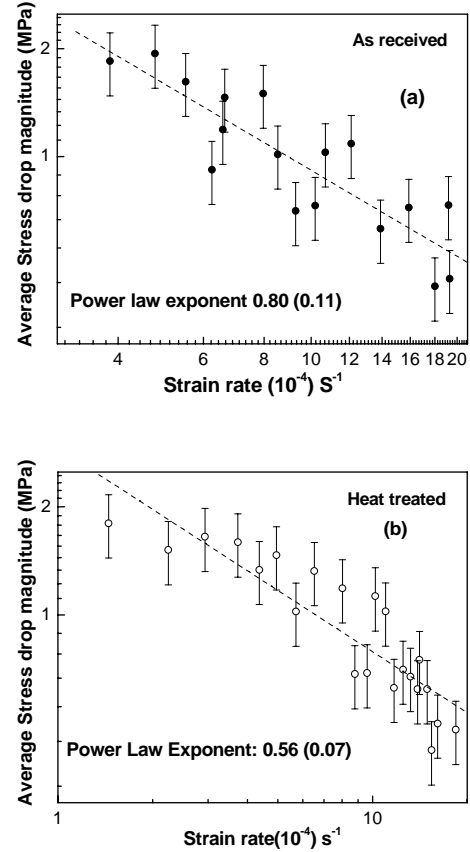 Average Stress drop magnitude (MPa)
2
As received
(a)
1
Power law exponent 0.80 (0.11)
4 6 8 10 12 14 16 18 20
Strain rate (10⁻⁴) S⁻¹
Average Stress drop magnitude (MPa)
2
Heat treated
(b)
1
Power Law Exponent: 0.56 (0.07)
1 10
Strain rate(10⁻⁴) s⁻¹